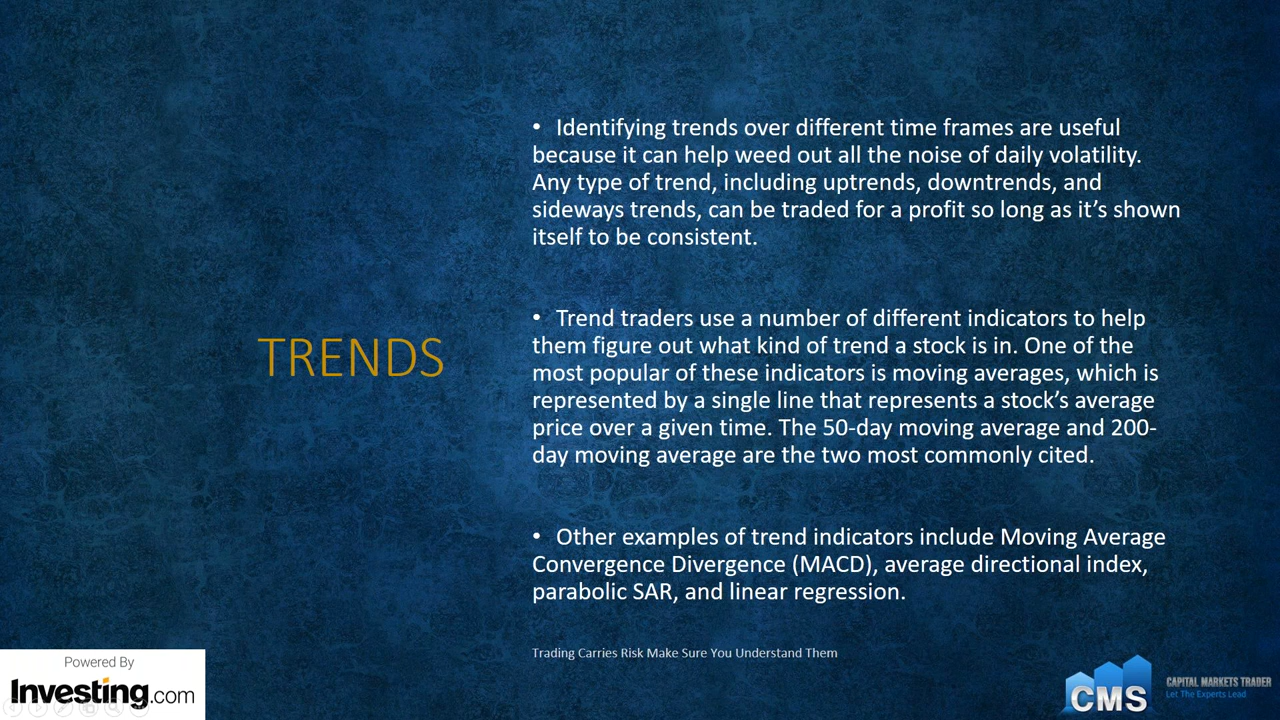 TRENDS
• Identifying trends over different time frames are useful
because it can help weed out all the noise of daily volatility.
Any type of trend, including uptrends, downtrends, and
sideways trends, can be traded for a profit so long as it’s shown
itself to be consistent.
• Trend traders use a number of different indicators to help
them figure out what kind of trend a stock is in. One of the
most popular of these indicators is moving averages, which is
represented by a single line that represents a stock’s average
price over a given time. The 50-day moving average and 200-
day moving average are the two most commonly cited.
• Other examples of trend indicators include Moving Average
Convergence Divergence (MACD), average directional index,
parabolic SAR, and linear regression.
Trading Carries Risk Make Sure You Understand Them
Powered By
Investing.com
CMS
CAPITAL MARKETS TRADER
Let The Experts Lead